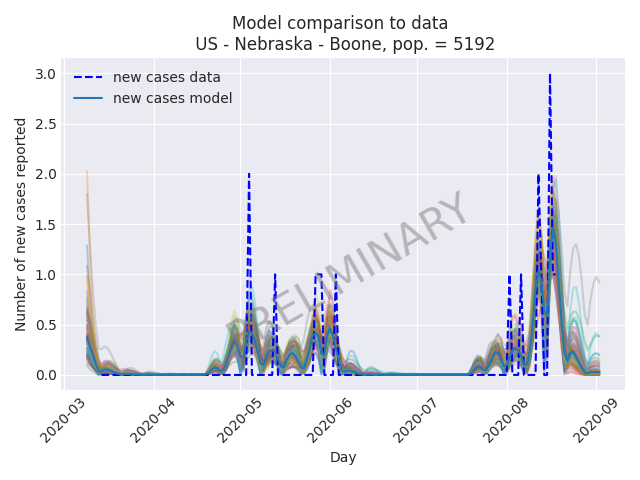 Model comparison to data
US - Nebraska - Boone, pop. = 5192
new cases data
new cases model
Number of new cases reported
3.0
2.5
2.0
1.5
1.0
0.5
0.0
PRELIMINARY
2020-03
2020-04
2020-05
2020-06
2020-07
2020-08
2020-09
Day